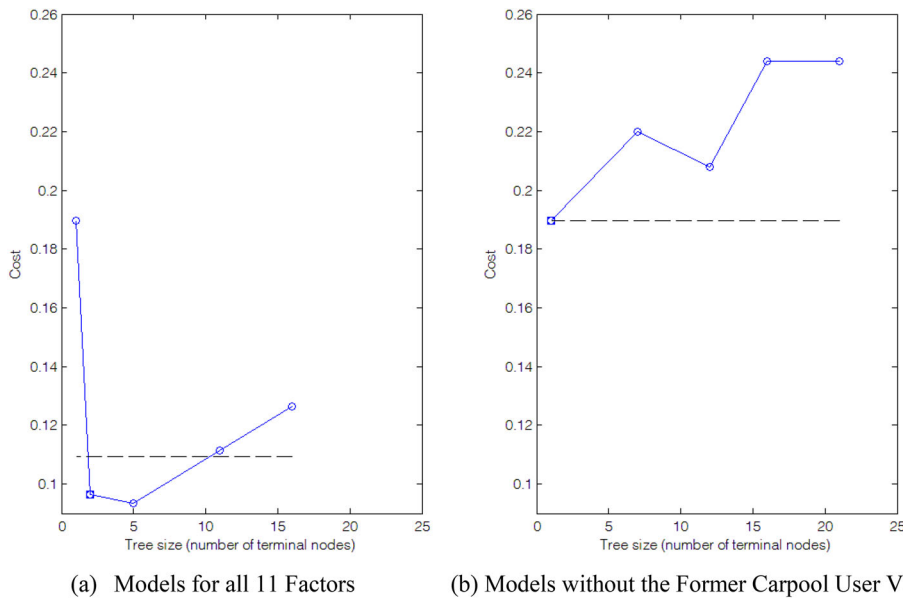 0.26
0.24
0.22
0.2
0.18
0.16
0.14
0.12
0.1
Cost
0 5 10 15 20 25
Tree size (number of terminal nodes)
(a) Models for all 11 Factors
0.26
0.24
0.22
0.2
0.18
0.16
0.14
0.12
0.1
Cost
0 5 10 15 20 25
Tree size (number of terminal nodes)
(b) Models without the Former Carpool User V